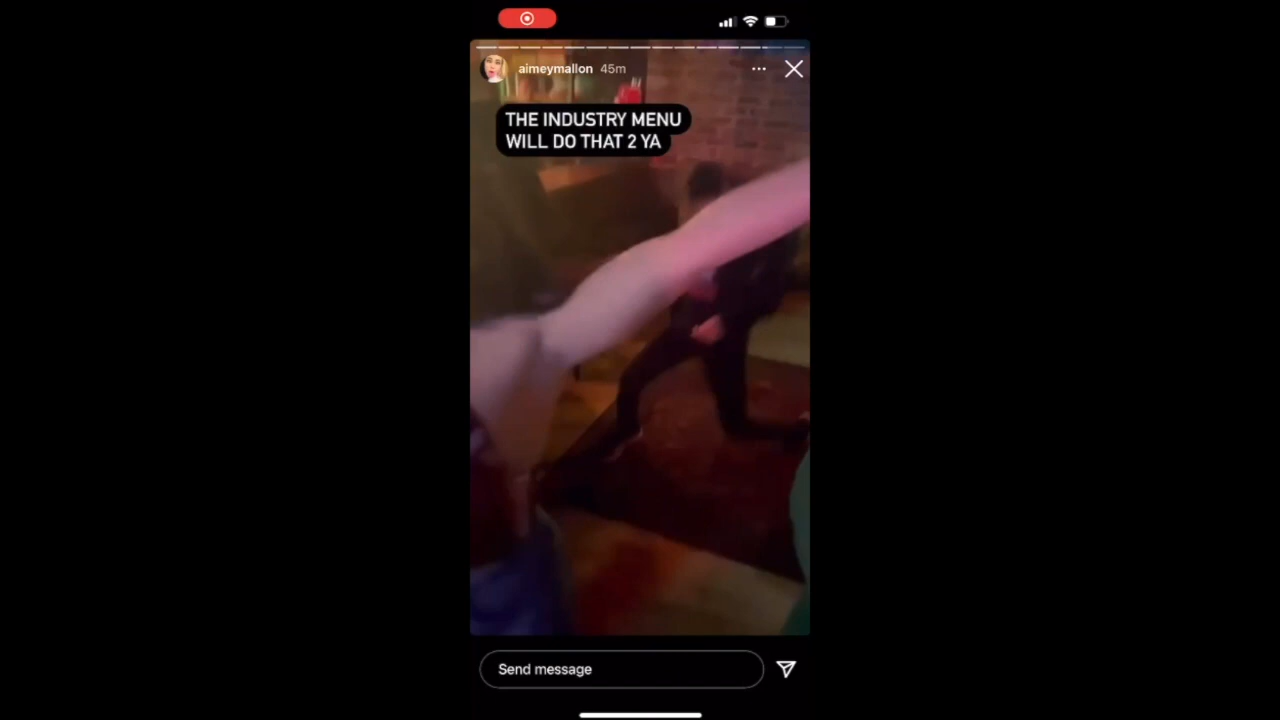 aimeymallon 45m
THE INDUSTRY MENU
WILL DO THAT 2 YA
Send message